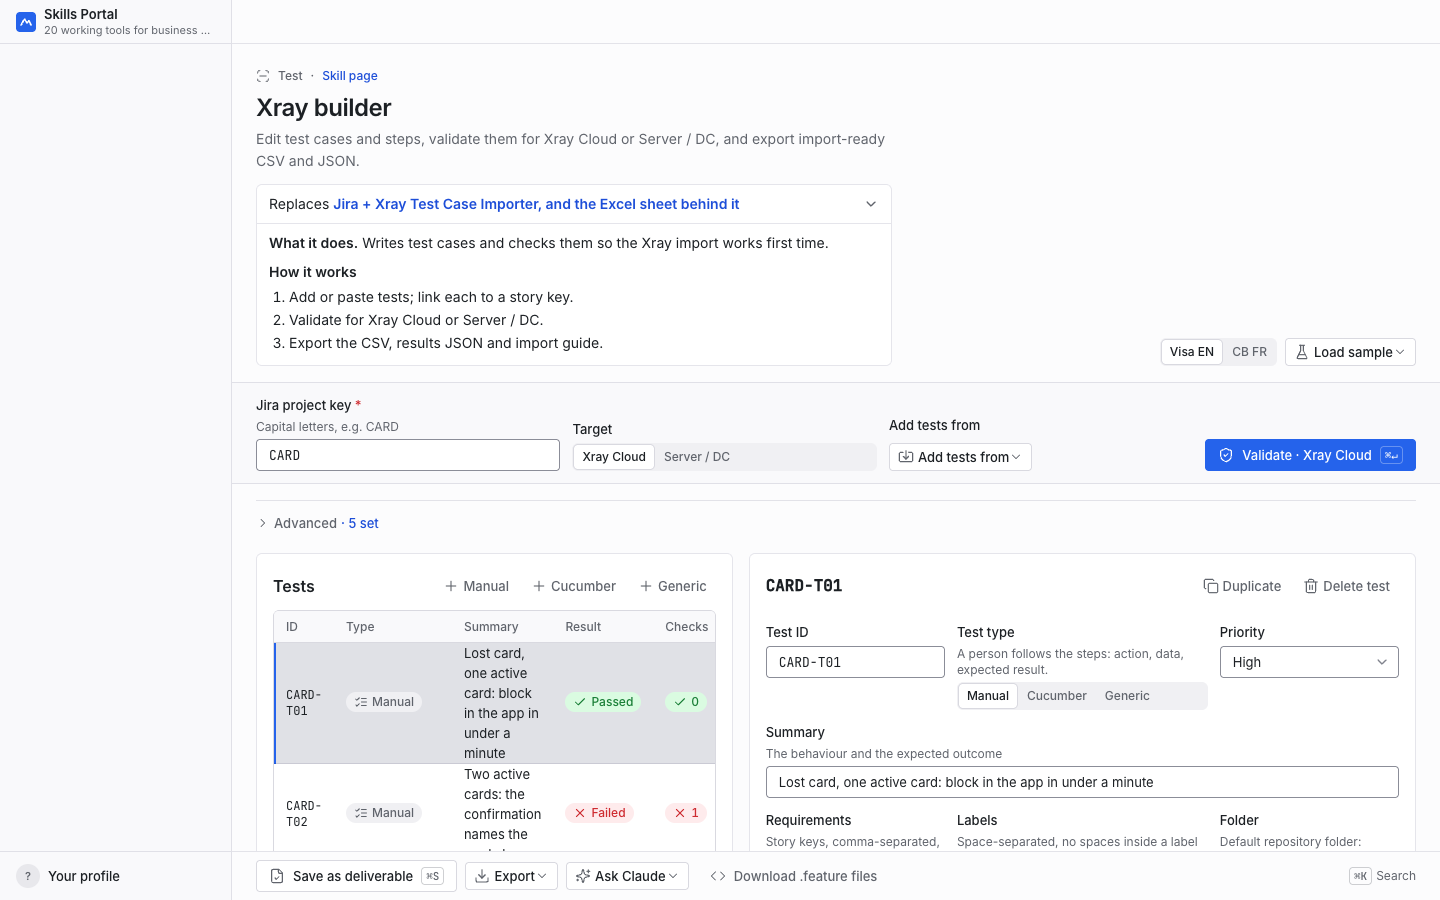 Skills Portal
20 working tools for business ...
Test · Skill page
Xray builder
Edit test cases and steps, validate them for Xray Cloud or Server / DC, and export import-ready
CSV and JSON.
Replaces Jira + Xray Test Case Importer, and the Excel sheet behind it
What it does. Writes test cases and checks them so the Xray import works first time.
How it works
1. Add or paste tests; link each to a story key.
2. Validate for Xray Cloud or Server / DC.
3. Export the CSV, results JSON and import guide.
Visa EN CB FR Load sample
Jira project key *
Capital letters, e.g. CARD
CARD
Target
Xray Cloud Server / DC
Add tests from
Add tests from
Validate · Xray Cloud ⌘↵
Advanced · 5 set
Tests
Manual Cucumber Generic
ID Type Summary Result Checks
CARD-
T01
Manual
Lost card,
one active
card: block
in the app in
under a
minute
Passed
0
CARD-
T02
Manual
Two active
cards: the
confirmation
names the
Failed
1
CARD-T01
Duplicate Delete test
Test ID
CARD-T01
Test type
A person follows the steps: action, data,
expected result.
Manual Cucumber Generic
Priority
High
Summary
The behaviour and the expected outcome
Lost card, one active card: block in the app in under a minute
Requirements
Story keys, comma-separated,
Labels
Space-separated, no spaces inside a label
Folder
Default repository folder:
? Your profile
Save as deliverable ⌘S
Export
Ask Claude
Download .feature files
⌘K Search